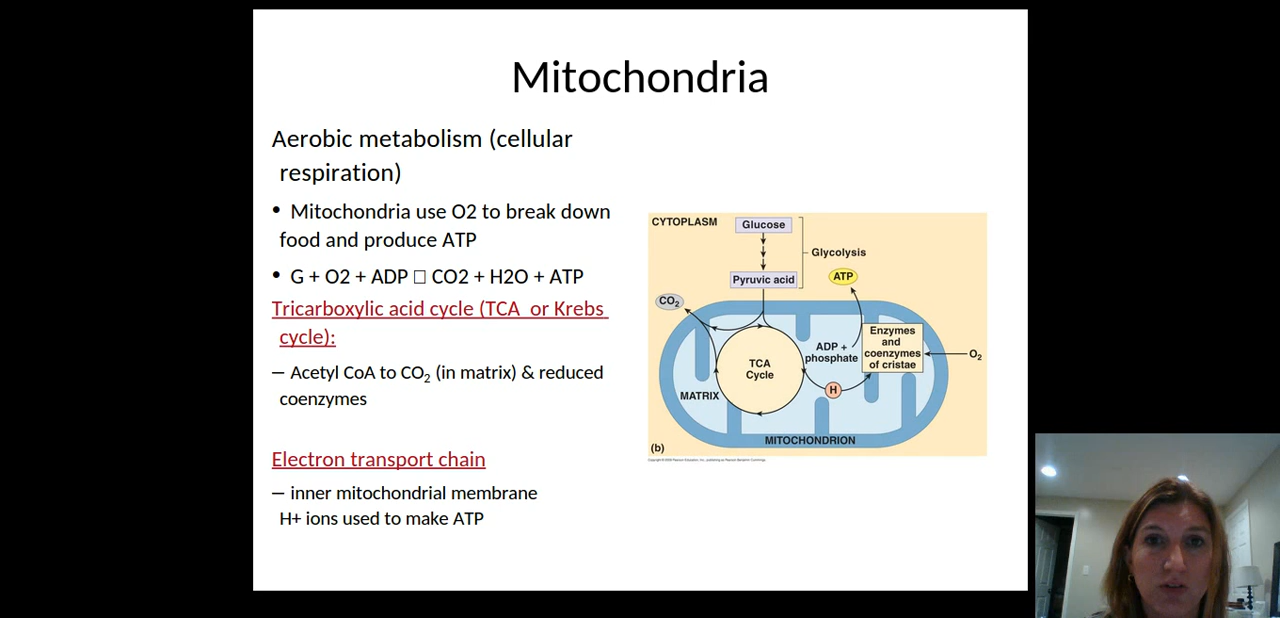 Mitochondria
Aerobic metabolism (cellular
respiration)
• Mitochondria use O2 to break down
food and produce ATP
• G + O2 + ADP □ CO2 + H2O + ATP
Tricarboxylic acid cycle (TCA or Krebs
cycle):
– Acetyl CoA to CO₂ (in matrix) & reduced
coenzymes
Electron transport chain
– inner mitochondrial membrane
H+ ions used to make ATP
CYTOPLASM
Glucose
Glycolysis
Pyruvic acid
ATP
CO₂
Enzymes
and
coenzymes
of cristae
ADP +
phosphate
O₂
TCA
Cycle
H
MATRIX
MITOCHONDRION
(b)